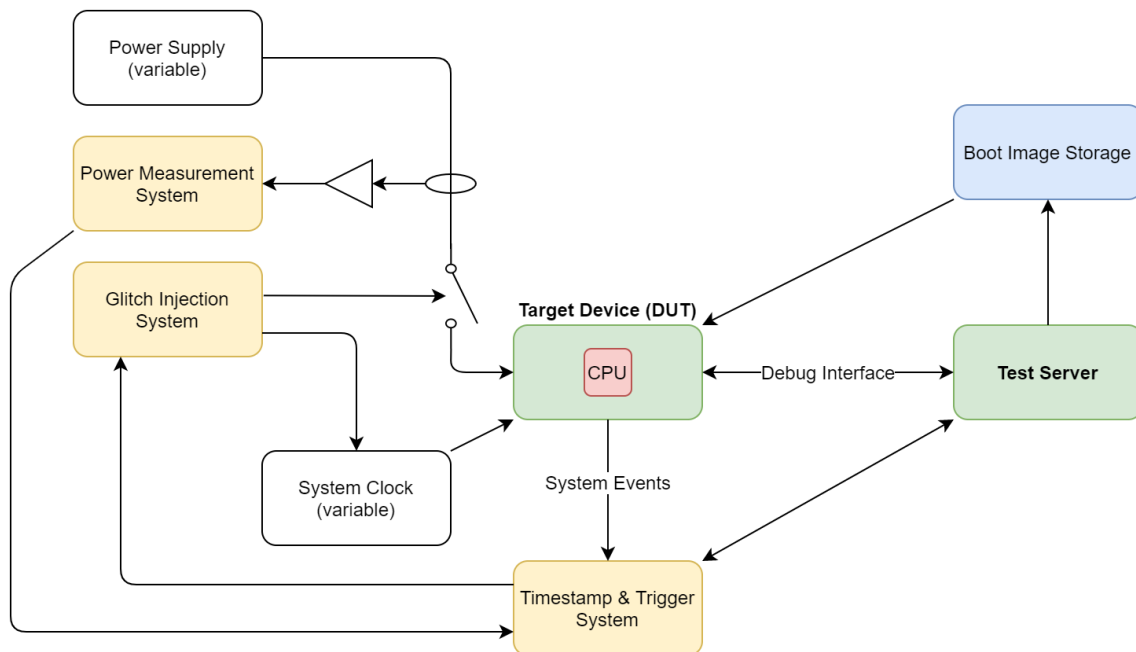 Power Supply
(variable)
Power Measurement
System
Boot Image Storage
Glitch Injection
System
Target Device (DUT)
CPU
Debug Interface
Test Server
System Clock
(variable)
System Events
Timestamp & Trigger
System